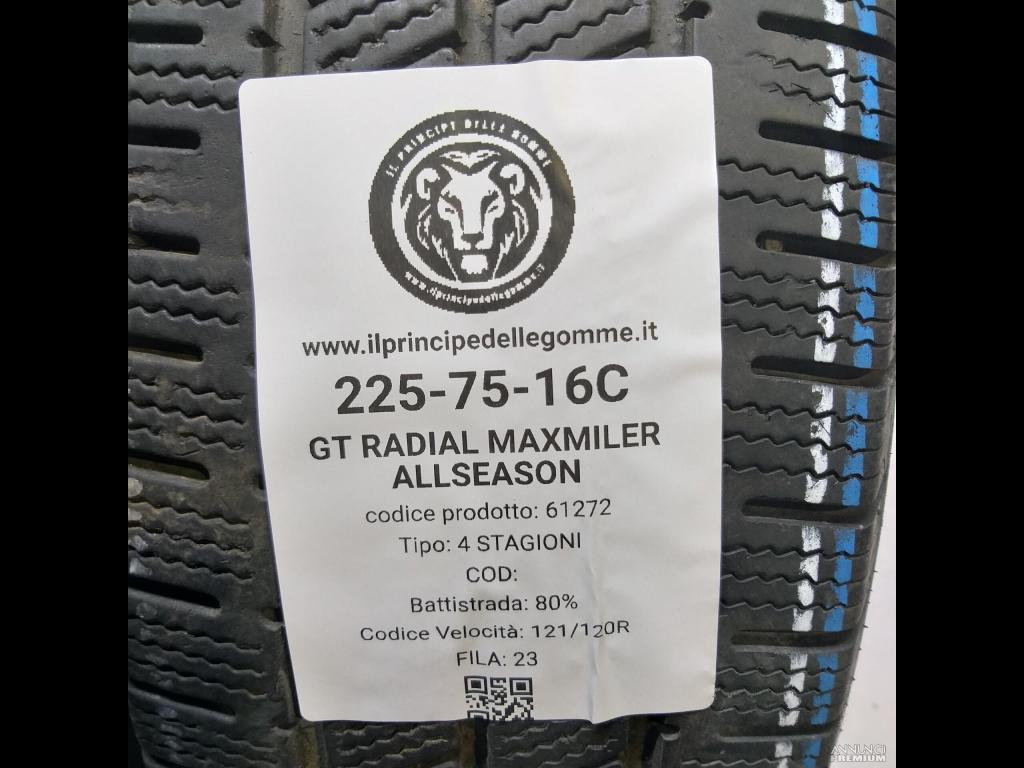 IL PRINCIPE DELLE GOMME
www.ilprincipedellegomme.it
www.ilprincipedellegomme.it
225-75-16C
GT RADIAL MAXMILER
ALLSEASON
codice prodotto: 61272
Tipo: 4 STAGIONI
COD:
Battistrada: 80%
Codice Velocità: 121/120R
FILA: 23
ANNUNCI
PREMIUM